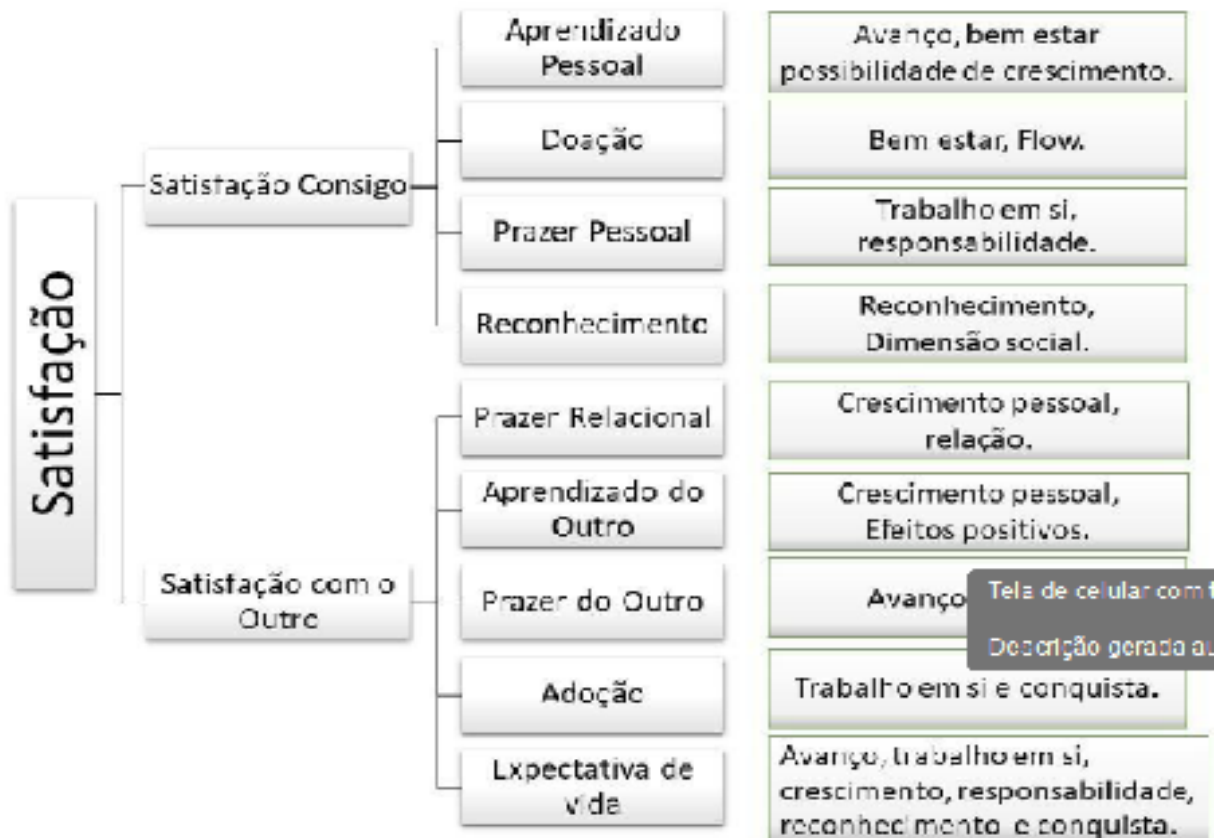 Satisfação
Satisfação Consigo
Aprendizado
Pessoal
Avanço, bem estar
possibilidade de crescimento.
Doação
Bem estar, Flow.
Prazer Pessoal
Trabalho em si,
responsabilidade.
Reconhecimento
Reconhecimento,
Dimensão social.
Satisfação com o
Outro
Prazer Relacional
Crescimento pessoal,
relação.
Aprendizado do
Outro
Crescimento pessoal,
Efeitos positivos.
Prazer do Outro
Avanço
Tela de celular com
Descrição gerada
Adoção
Trabalho em si e conquista.
Expectativa de
vida
Avanço, trabalho em si,
crescimento, responsabilidade,
reconhecimento e conquista.